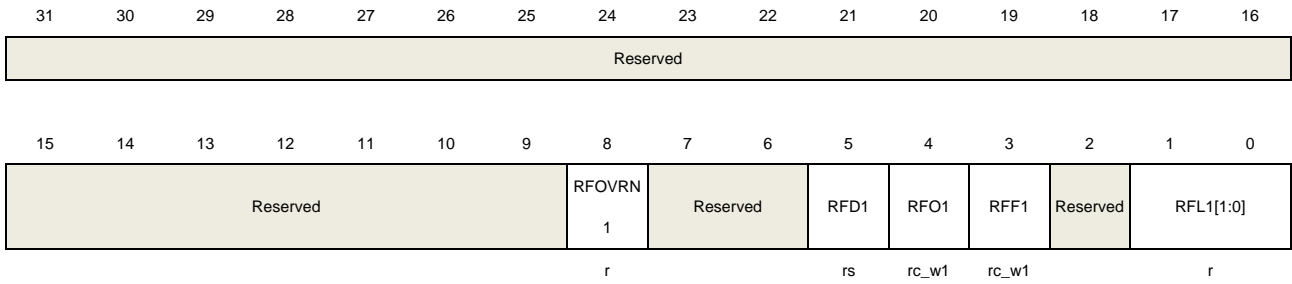 31 30 29 28 27 26 25 24 23 22 21 20 19 18 17 16
Reserved
15 14 13 12 11 10 9 8 7 6 5 4 3 2 1 0
Reserved RFOVRN 1 Reserved RFD1 RFO1 RFF1 Reserved RFL1[1:0]
r rs rc_w1 rc_w1 r